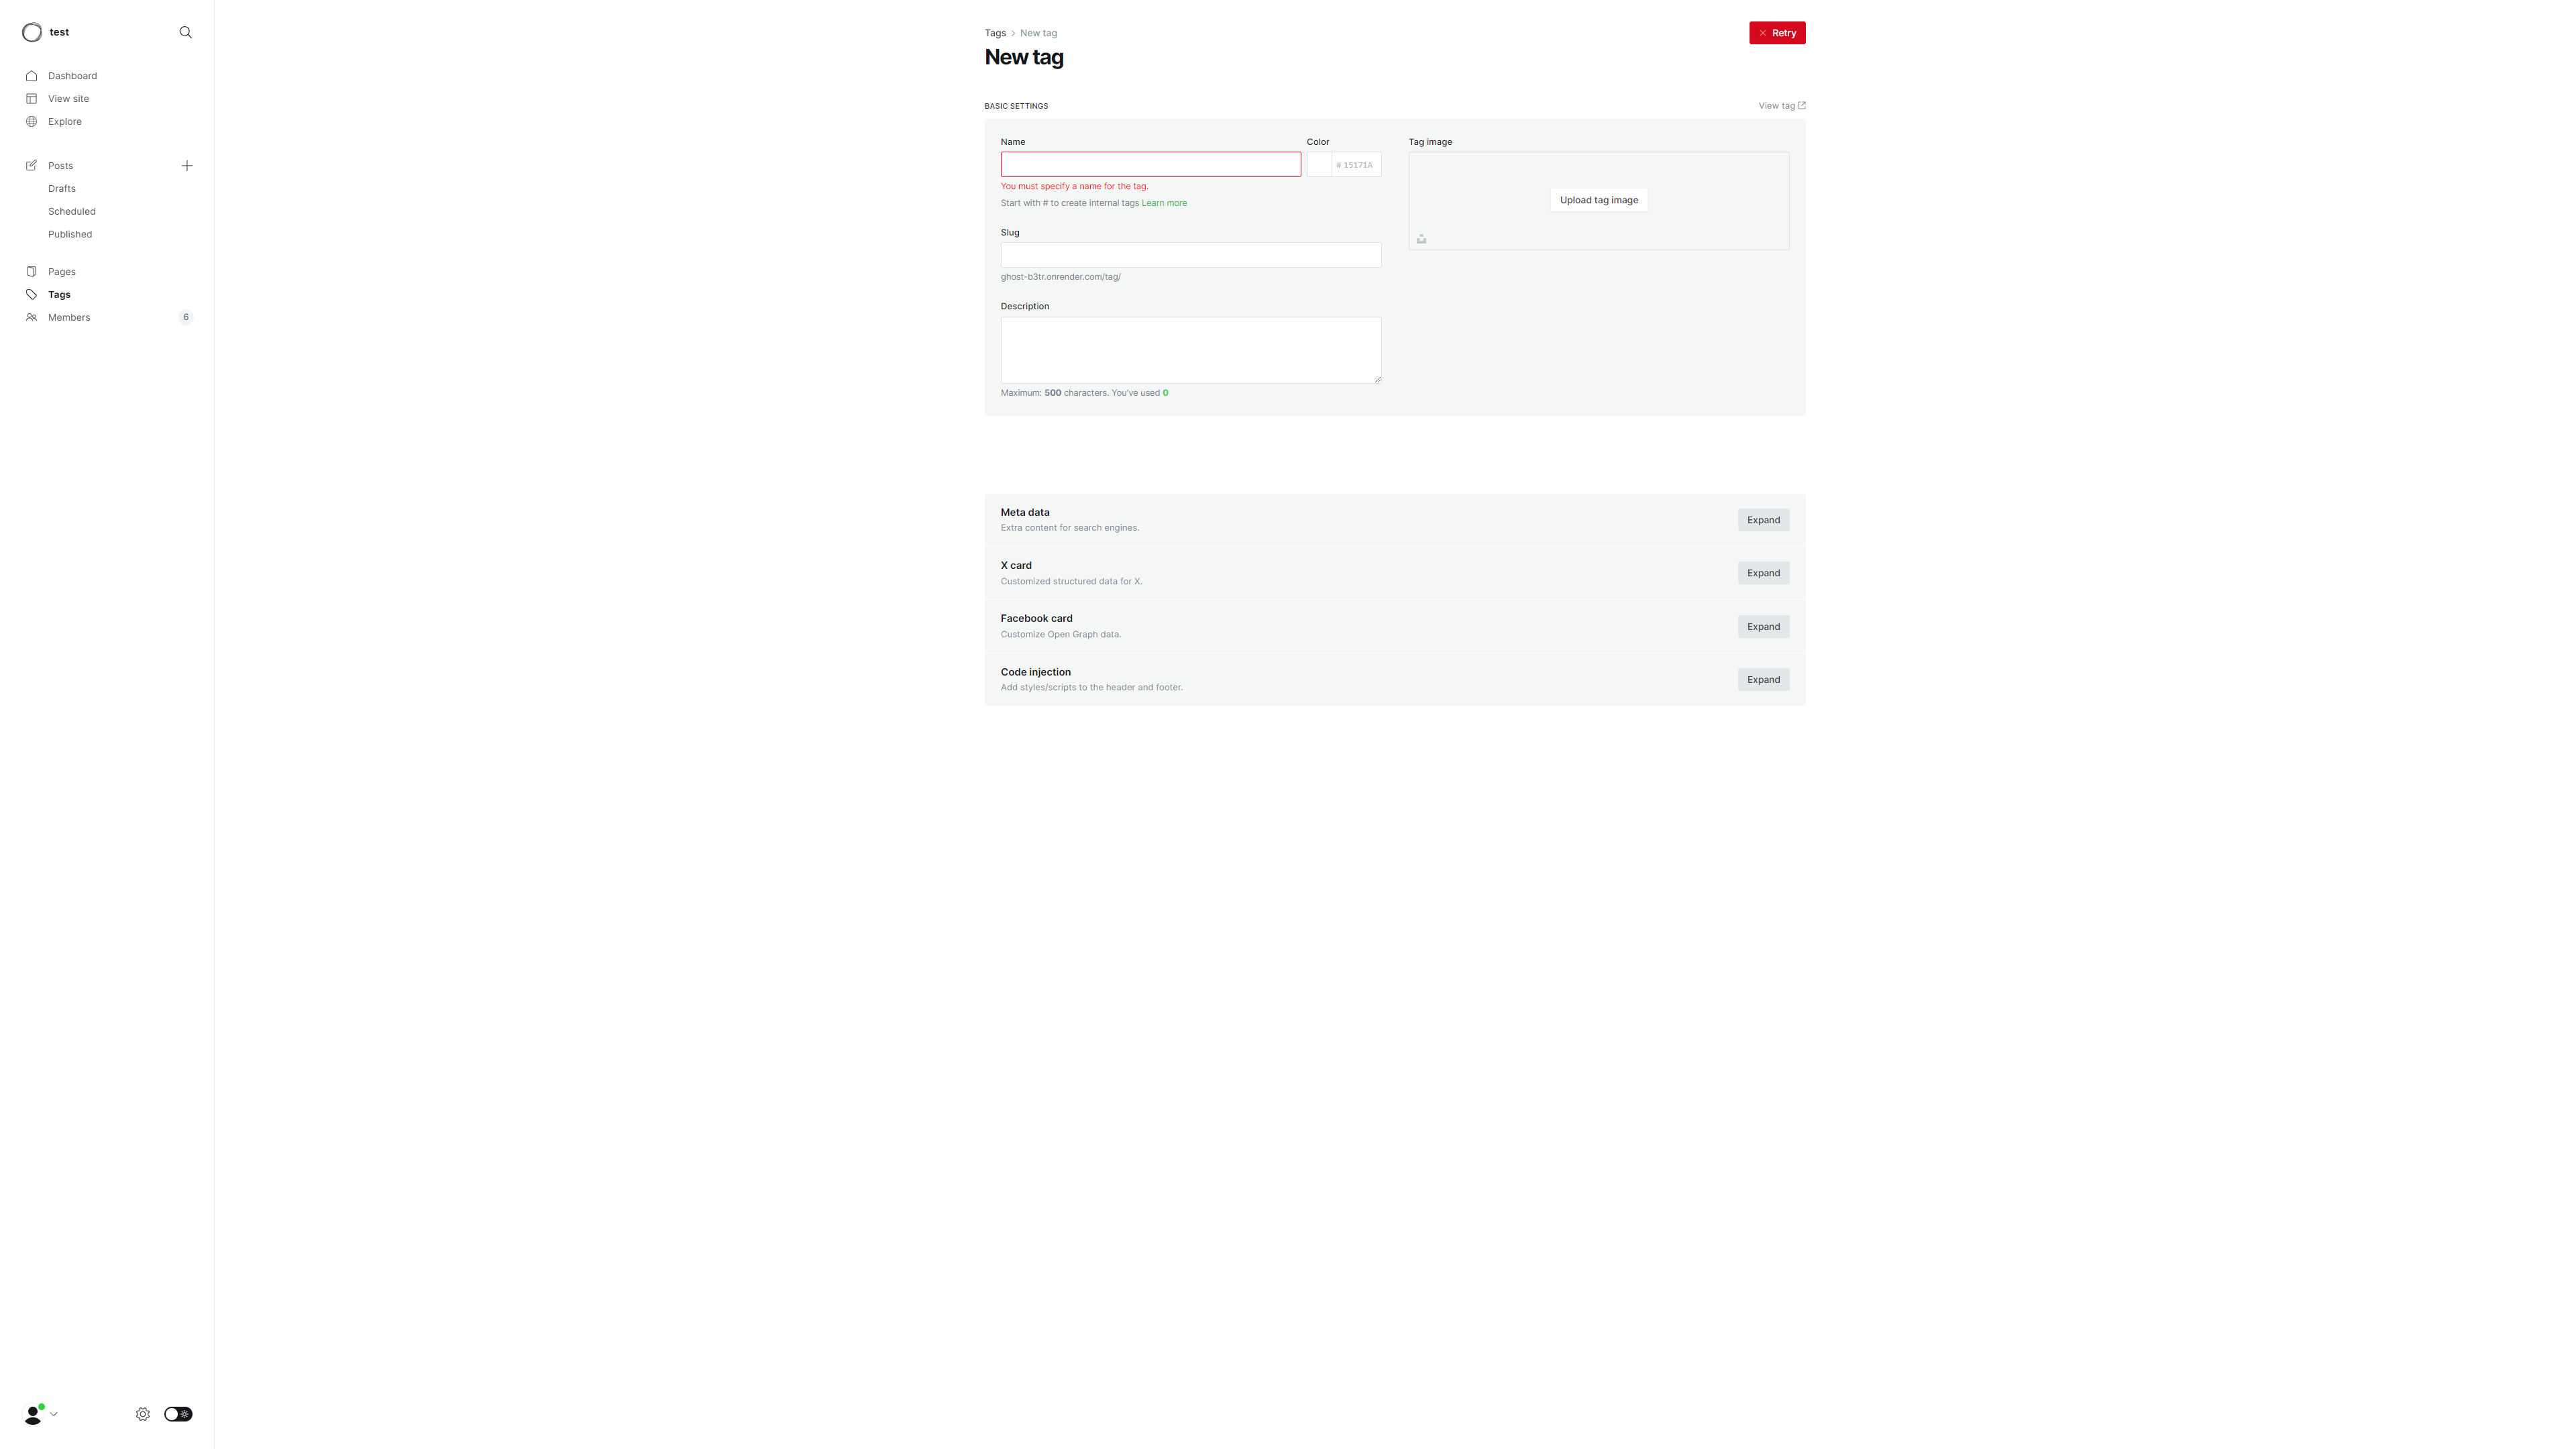 test
Dashboard
View site
Explore
Posts
Drafts
Scheduled
Published
Pages
Tags
Members
6
Tags
New tag
Retry
New tag
BASIC SETTINGS
View tag
Name
Color
# 15171A
You must specify a name for the tag.
Start with # to create internal tags Learn more
Slug
ghost-b3tr.onrender.com/tag/
Description
Maximum: 500 characters. You've used 0
Tag image
Upload tag image
Meta data
Extra content for search engines.
Expand
X card
Customized structured data for X.
Expand
Facebook card
Customize Open Graph data.
Expand
Code injection
Add styles/scripts to the header and footer.
Expand